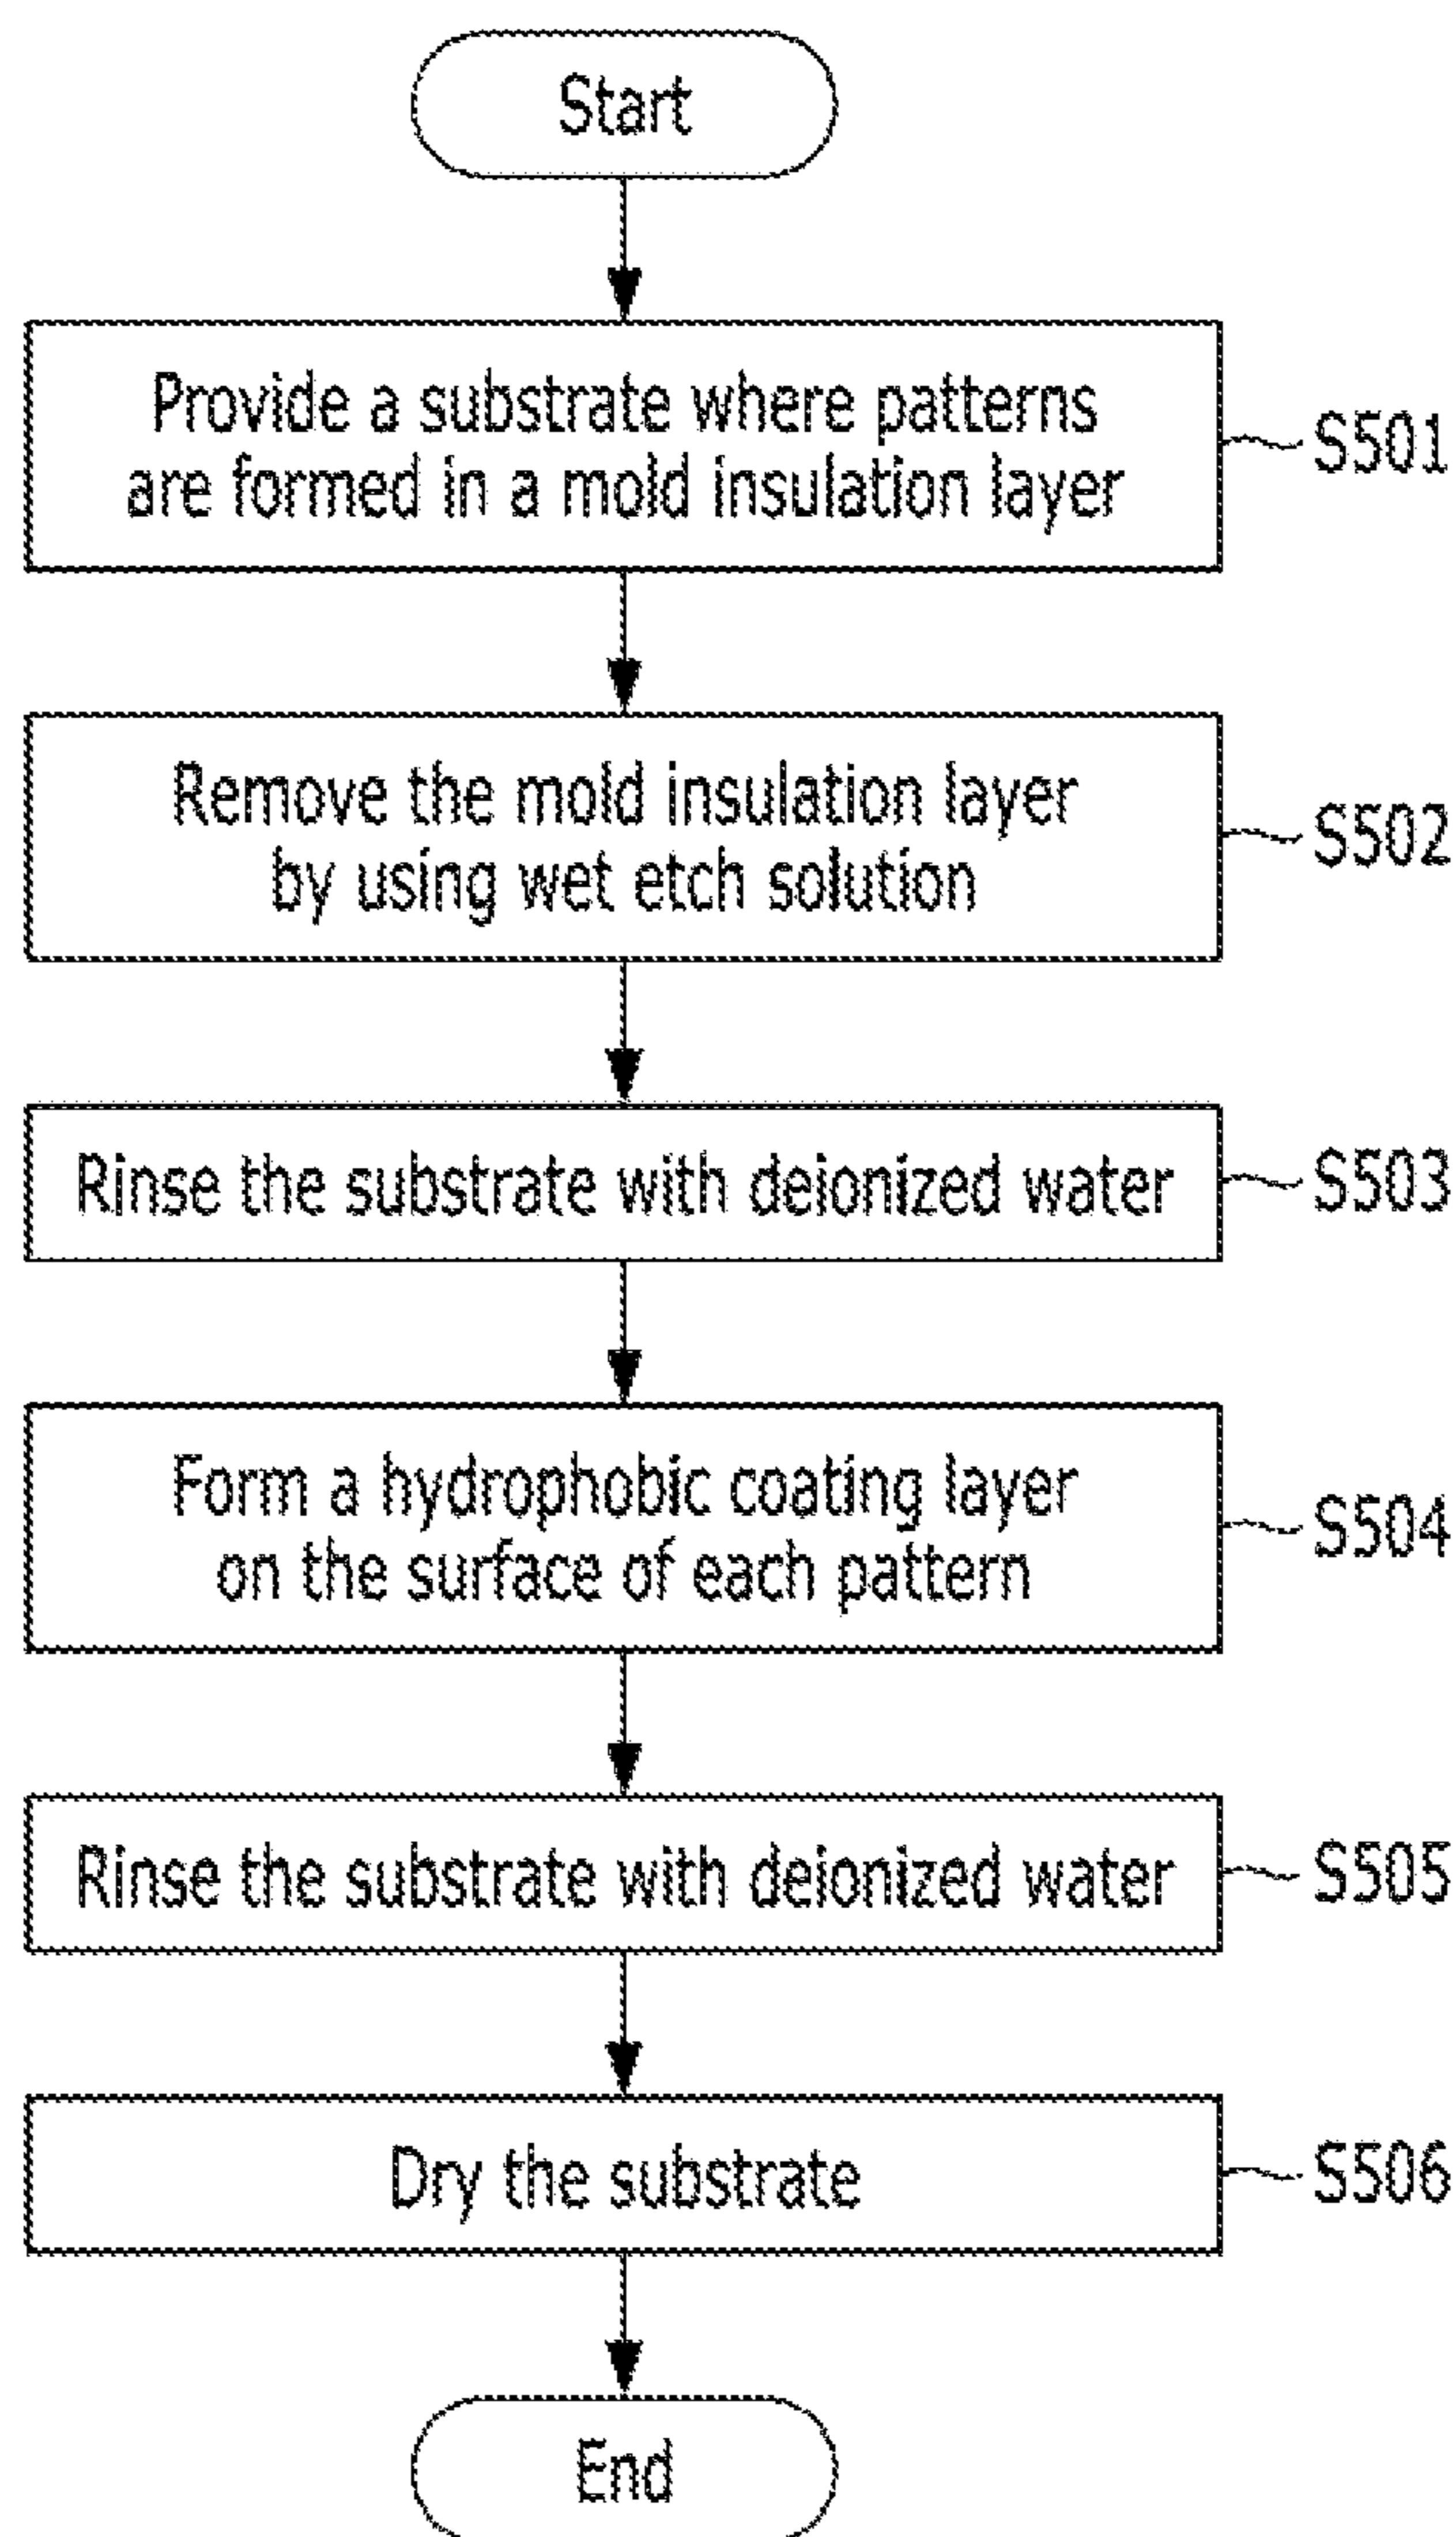 Start
Provide a substrate where patterns
are formed in a mold insulation layer
S501
Remove the mold insulation layer
by using wet etch solution
S502
Rinse the substrate with deionized water
S503
Form a hydrophobic coating layer
on the surface of each pattern
S504
Rinse the substrate with deionized water
S505
Dry the substrate
S506
End